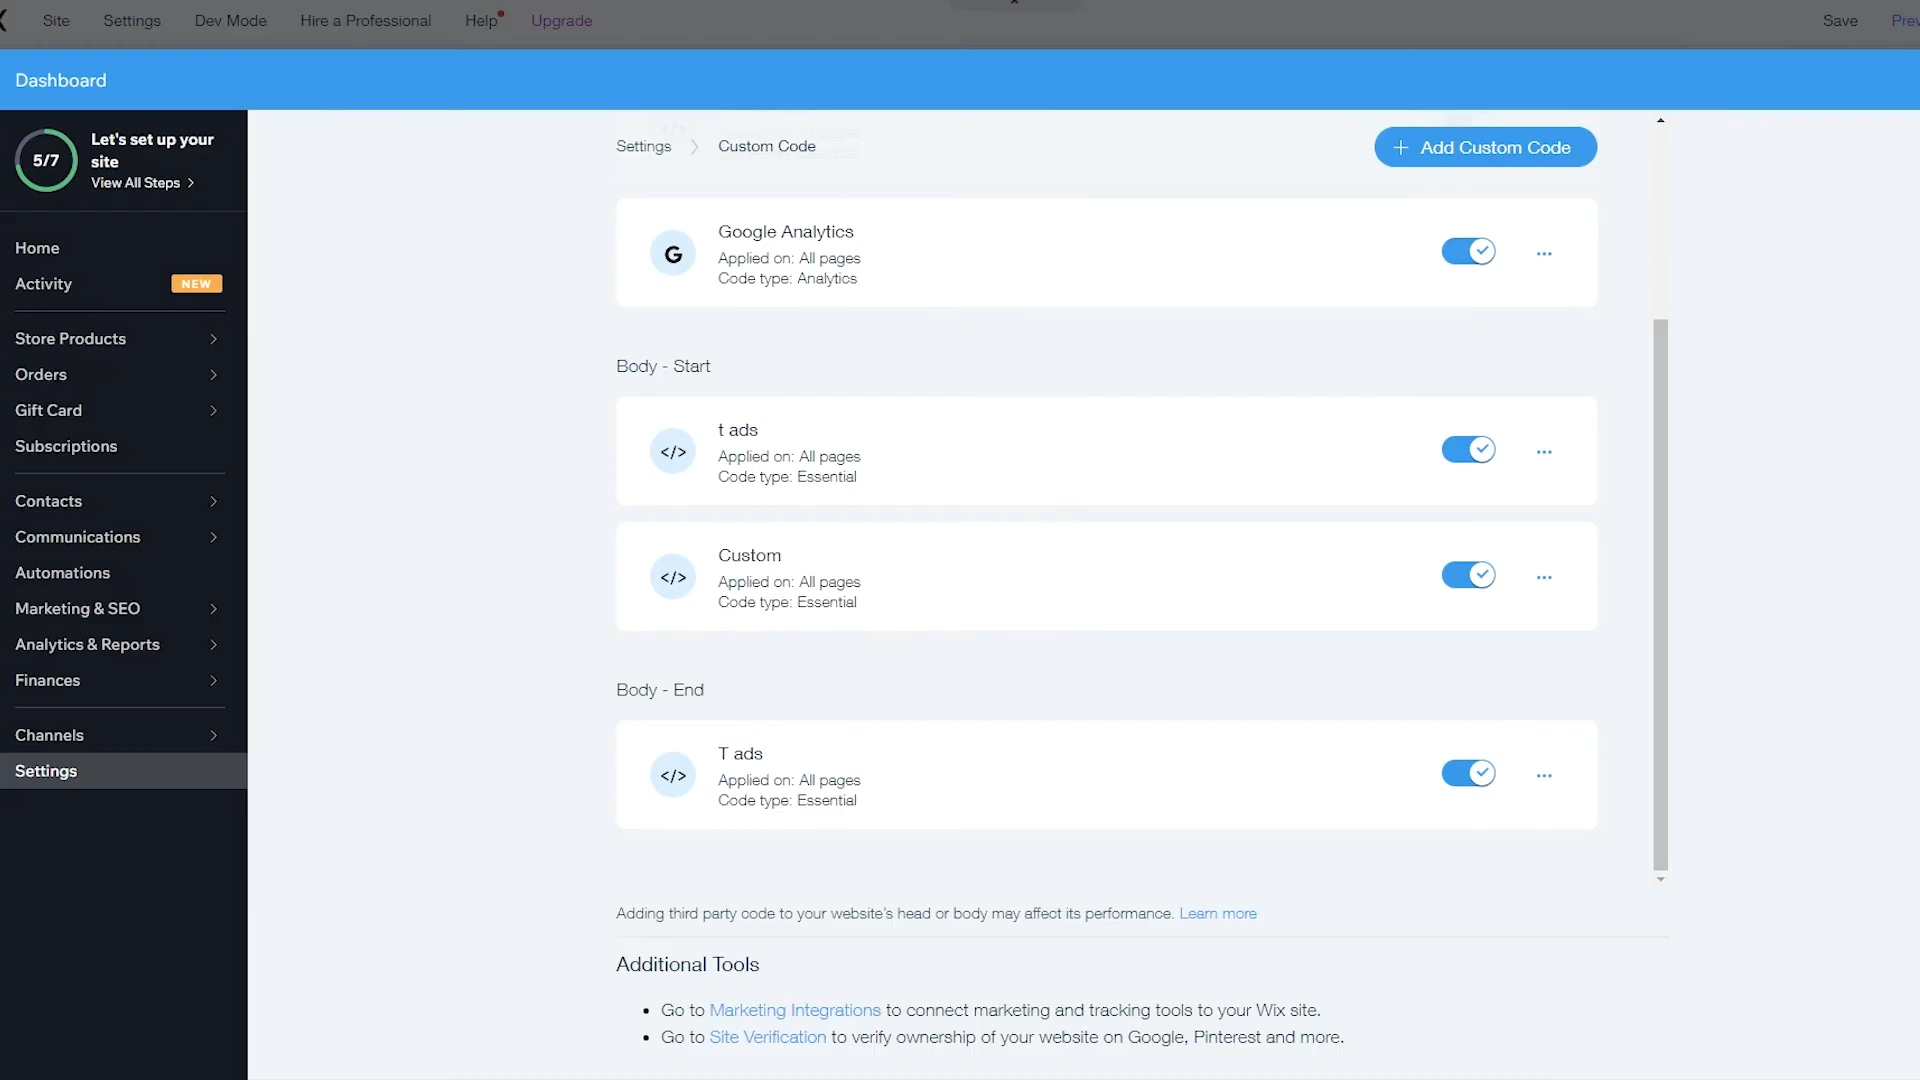 Site
Settings
Dev Mode
Hire a Professional
Help
Upgrade
Save
Dashboard
5/7
Let's set up your
site
View All Steps
Home
Activity
NEW
Store Products
Orders
Gift Card
Subscriptions
Contacts
Communications
Automations
Marketing & SEO
Analytics & Reports
Finances
Channels
Settings
Settings
Custom Code
+ Add Custom Code
G
Google Analytics
Applied on: All pages
Code type: Analytics
Body - Start
</>
t ads
Applied on: All pages
Code type: Essential
</>
Custom
Applied on: All pages
Code type: Essential
Body - End
</>
T ads
Applied on: All pages
Code type: Essential
Adding third party code to your website's head or body may affect its performance. Learn more
Additional Tools
• Go to Marketing Integrations to connect marketing and tracking tools to your Wix site.
• Go to Site Verification to verify ownership of your website on Google, Pinterest and more.